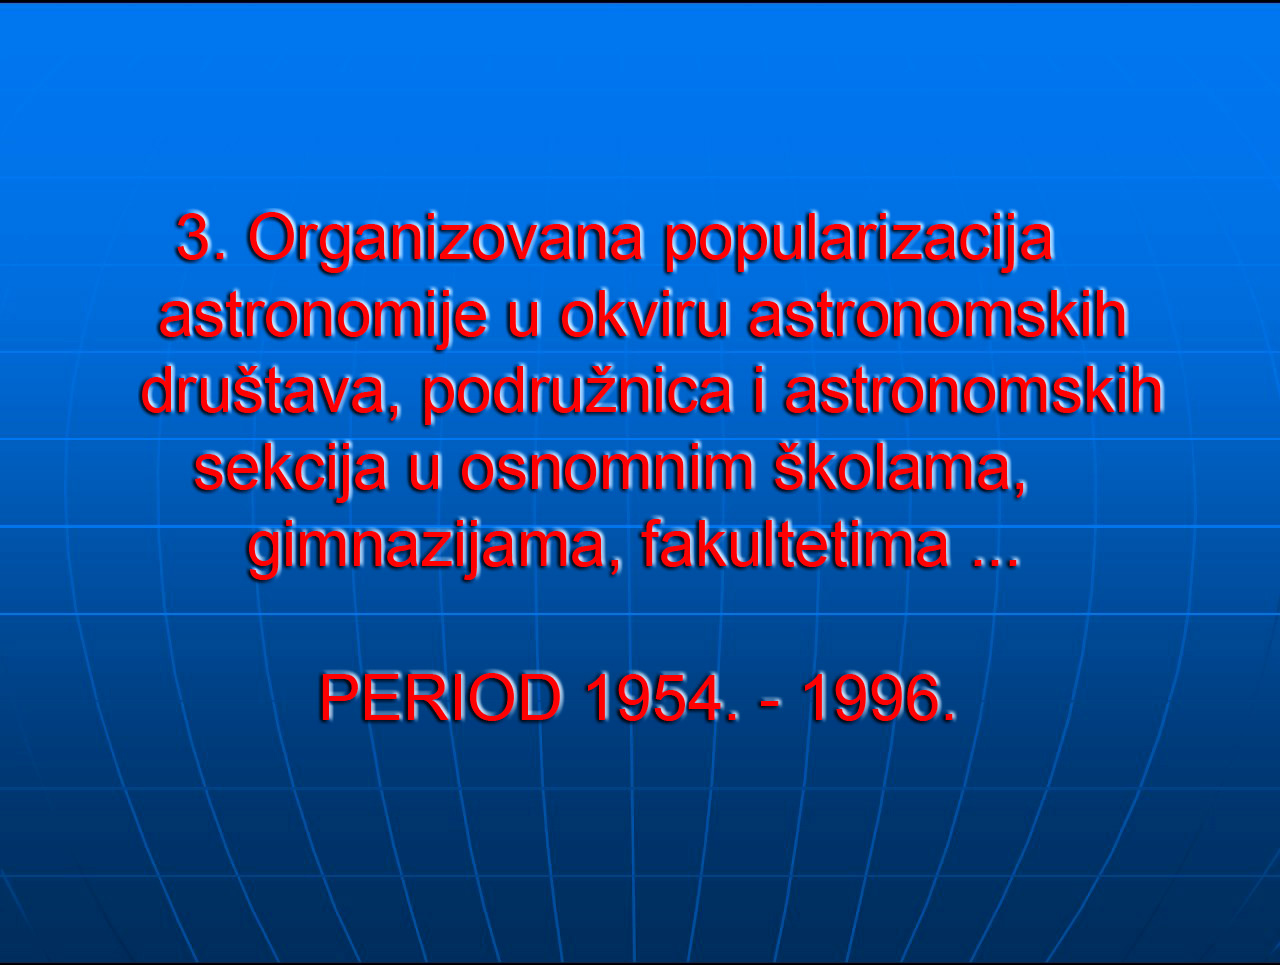 3. Organizovana popularizacija
astronomije u okviru astronomskih
društava, podružnica i astronomskih
sekcija u osnomnim školama,
gimnazijama, fakultetima ...
PERIOD 1954. - 1996.